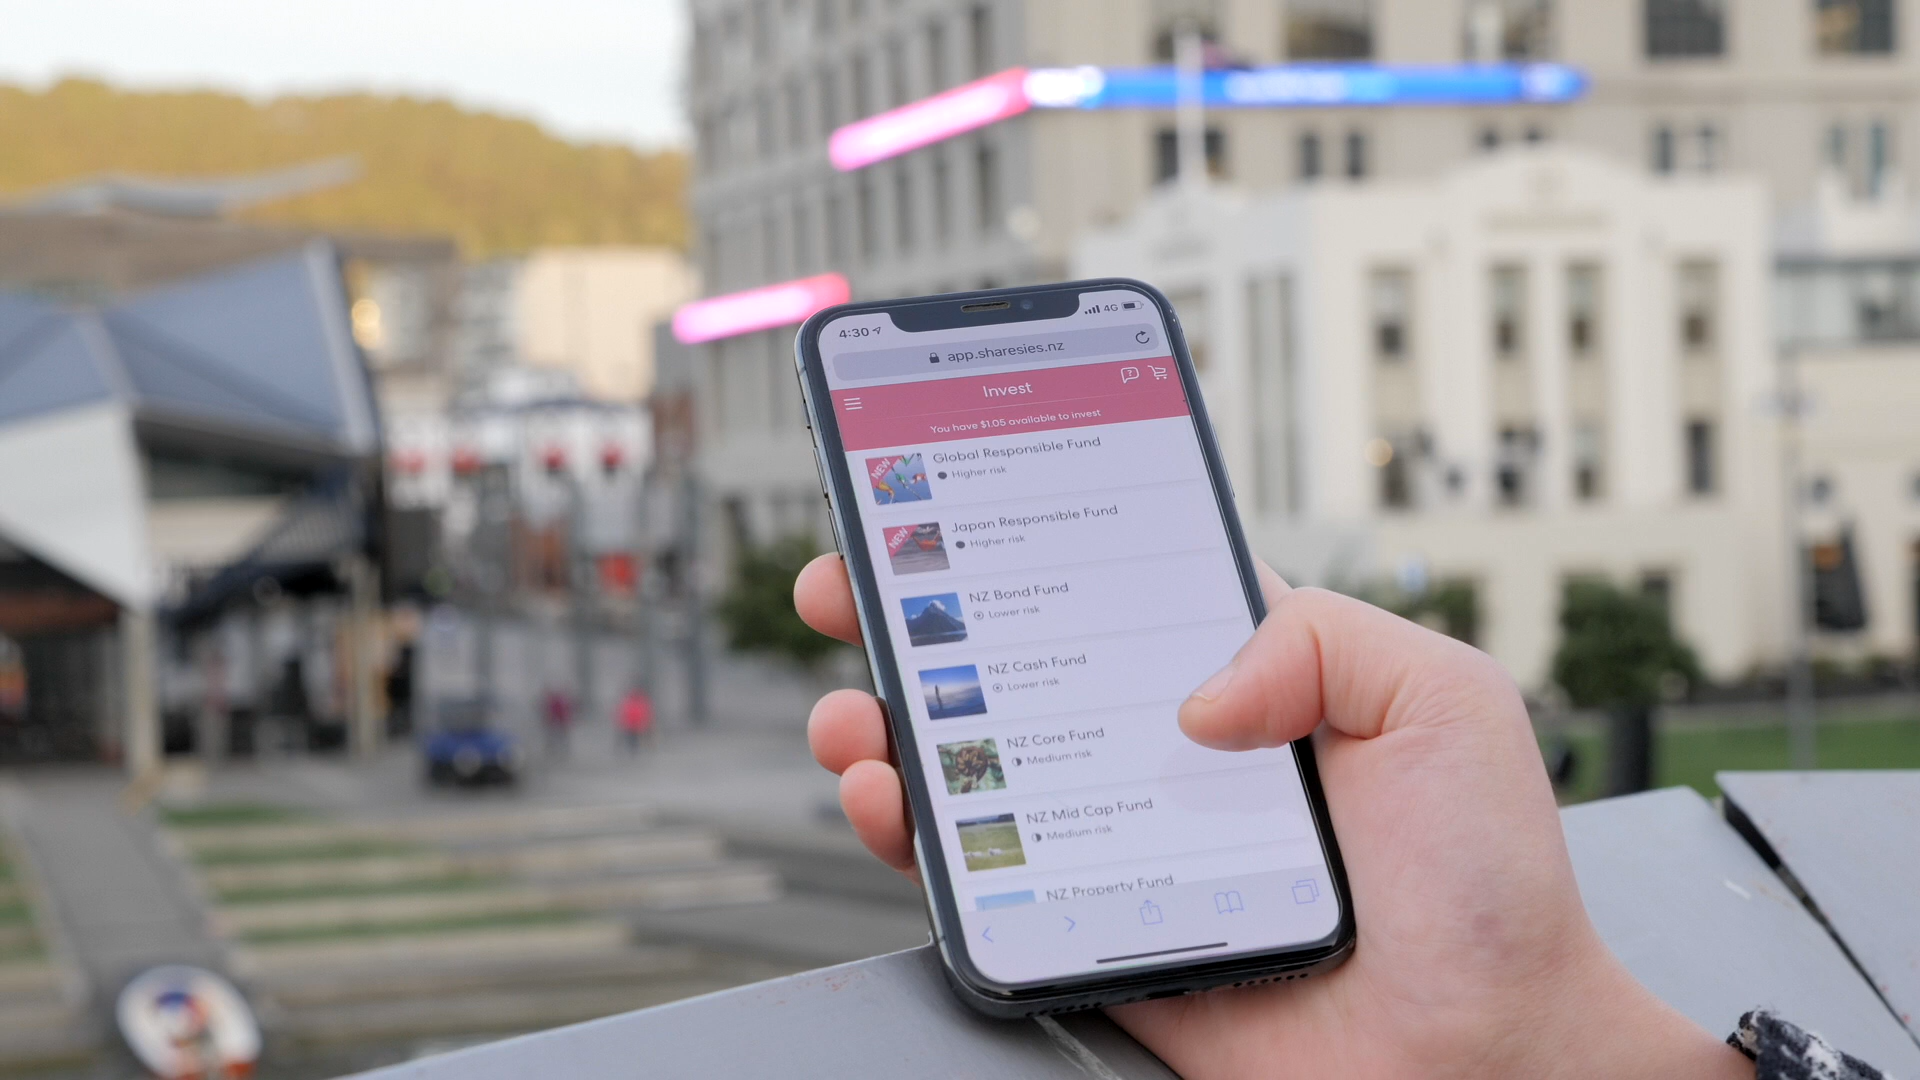 4:30
4G
app.sharesies.nz
Invest
You have $1.05 available to invest
Global Responsible Fund
NEW
Higher risk
Japan Responsible Fund
NEW
Higher risk
NZ Bond Fund
Lower risk
NZ Cash Fund
Lower risk
NZ Core Fund
Medium risk
NZ Mid Cap Fund
Medium risk
NZ Property Fund